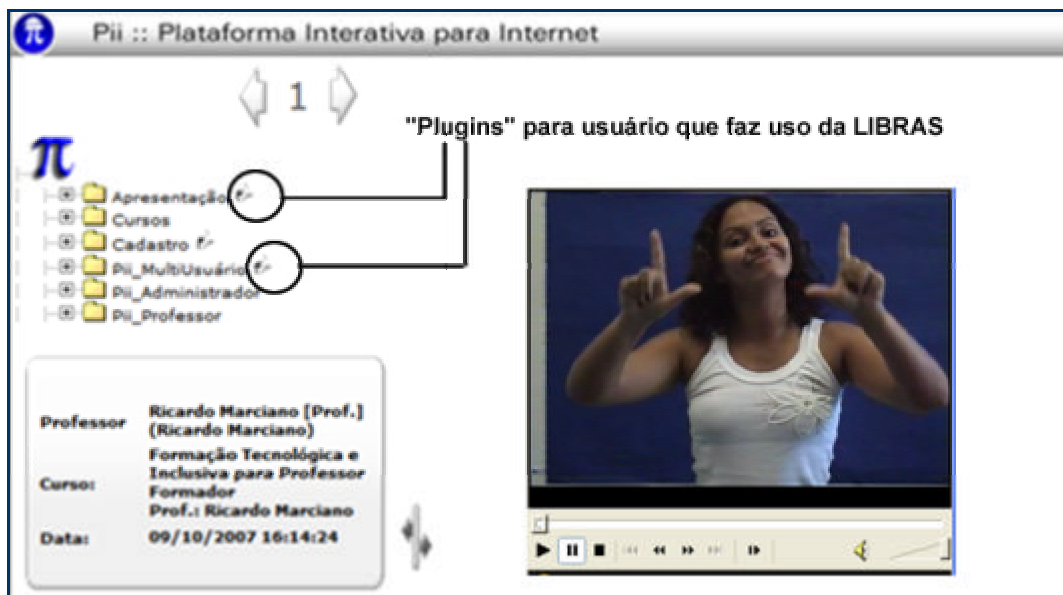 π Pii :: Plataforma Interativa para Internet
1
"Plugins" para usuário que faz uso da LIBRAS
π
Apresentação
Cursos
Cadastro
Pii_MultiUsuário
Pii_Administrador
Pii_Professor
Professor Ricardo Marciano [Prof.]
(Ricardo Marciano)
Curso: Formação Tecnológica e
Inclusiva para Professor
Formador
Prof.: Ricardo Marciano
Data: 09/10/2007 16:14:24